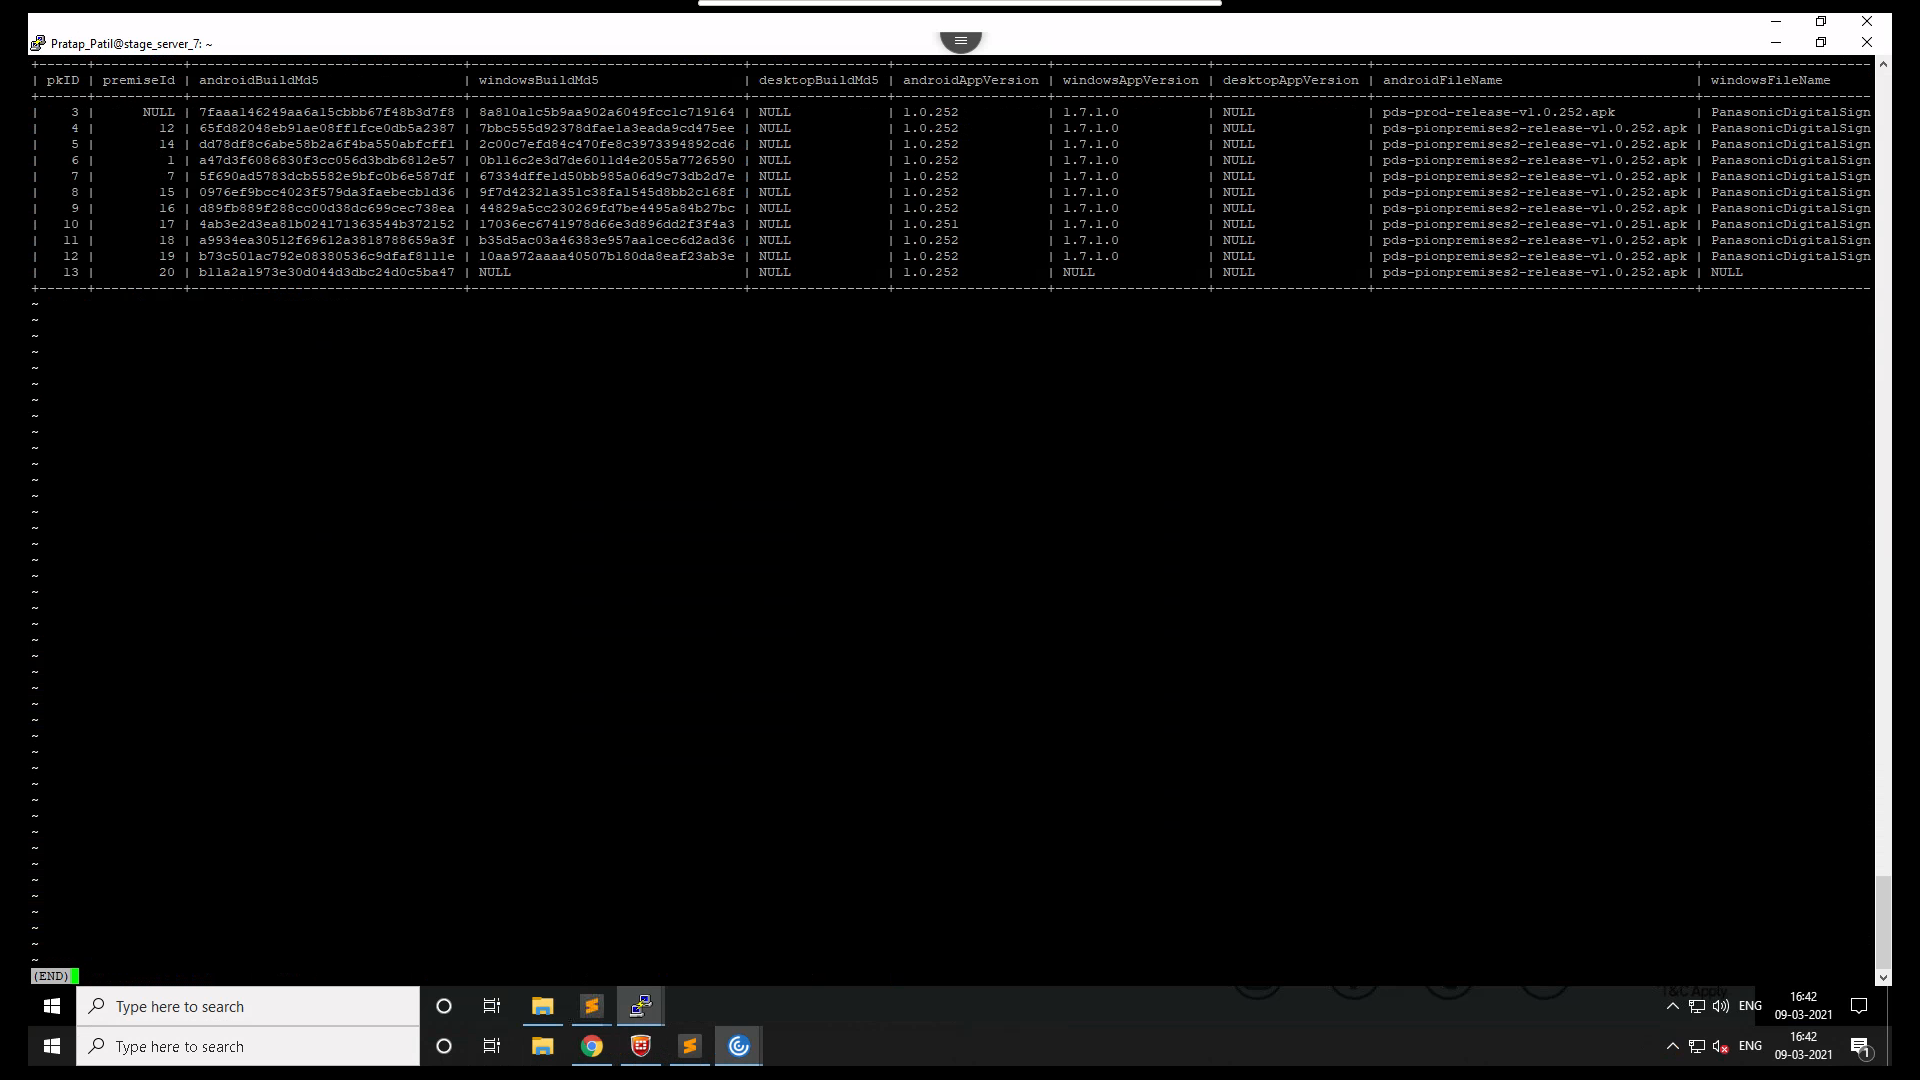 Pratap_Patil@stage_server_7: ~
| pkID | premiseId | androidBuildMd5 | windowsBuildMd5 | desktopBuildMd5 | androidAppVersion | windowsAppVersion | desktopAppVersion | androidFileName | windowsFileName
| 3 | NULL | 7faaa146249aa6a15cbbb67f48b3d7f8 | 8a810a1c5b9aa902a6049fcc1c719164 | NULL | 1.0.252 | 1.7.1.0 | NULL | pds-prod-release-v1.0.252.apk | PanasonicDigitalSign
| 4 | 12 | 65fd82048eb91ae08ff1fce0db5a2387 | 7bbc555d92378dfae1a3eada9cd475ee | NULL | 1.0.252 | 1.7.1.0 | NULL | pds-pionpremises2-release-v1.0.252.apk | PanasonicDigitalSign
| 5 | 14 | dd78df8c6abe58b2a6f4ba550abfcff1 | 2c00c7efd84c470fe8c3973394892cd6 | NULL | 1.0.252 | 1.7.1.0 | NULL | pds-pionpremises2-release-v1.0.252.apk | PanasonicDigitalSign
| 6 | 1 | a47d3f6086830f3cc056d3bdb6812e57 | 0b116c2e3d7de6011d4e2055a7726590 | NULL | 1.0.252 | 1.7.1.0 | NULL | pds-pionpremises2-release-v1.0.252.apk | PanasonicDigitalSign
| 7 | 7 | 5f690ad5783dcb5582e9bfc0b6e587df | 67334dffe1d50bb985a06d9c73db2d7e | NULL | 1.0.252 | 1.7.1.0 | NULL | pds-pionpremises2-release-v1.0.252.apk | PanasonicDigitalSign
| 8 | 15 | 0976ef9bcc4023f579da3faebecb1d36 | 9f7d42321a351c38fa1545d8bb2c168f | NULL | 1.0.252 | 1.7.1.0 | NULL | pds-pionpremises2-release-v1.0.252.apk | PanasonicDigitalSign
| 9 | 16 | d89fb889f288cc00d38dc699cec738ea | 44829a5cc230269fd7be4495a84b27bc | NULL | 1.0.252 | 1.7.1.0 | NULL | pds-pionpremises2-release-v1.0.252.apk | PanasonicDigitalSign
| 10 | 17 | 4ab3e2d3ea81b024171363544b372152 | 17036ec6741978d66e3d896dd2f3f4a3 | NULL | 1.0.251 | 1.7.1.0 | NULL | pds-pionpremises2-release-v1.0.251.apk | PanasonicDigitalSign
| 11 | 18 | a9934ea30512f69612a3818788659a3f | b35d5ac03a46383e957aa1cec6d2ad36 | NULL | 1.0.252 | 1.7.1.0 | NULL | pds-pionpremises2-release-v1.0.252.apk | PanasonicDigitalSign
| 12 | 19 | b73c501ac792e08380536c9dfaf8111e | 10aa972aaaa40507b180da8eaf23ab3e | NULL | 1.0.252 | 1.7.1.0 | NULL | pds-pionpremises2-release-v1.0.252.apk | PanasonicDigitalSign
| 13 | 20 | b11a2a1973e30d044d3dbc24d0c5ba47 | NULL | NULL | 1.0.252 | NULL | NULL | pds-pionpremises2-release-v1.0.252.apk | NULL
(END)
T&C Apply
Type here to search
ENG
16:42
09-03-2021
Type here to search
ENG
16:42
09-03-2021
1